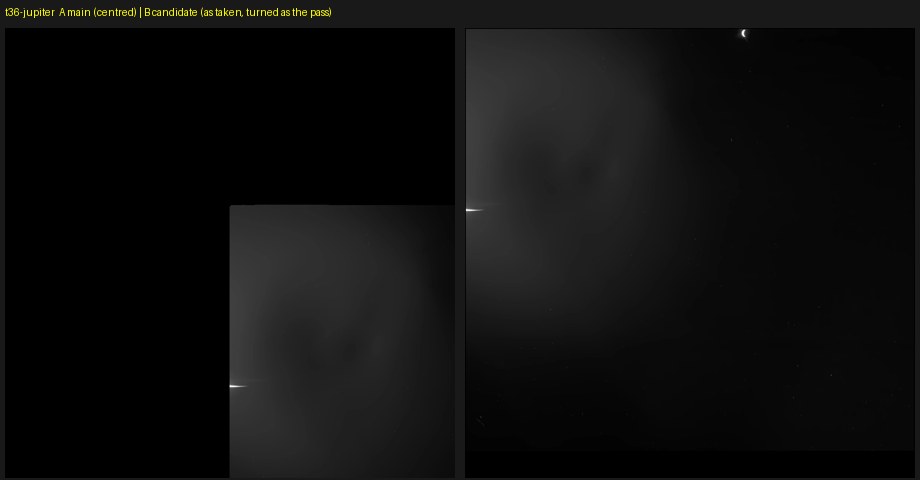 t36-jupiter A main (centred) | B candidate (as taken, turned as the pass)